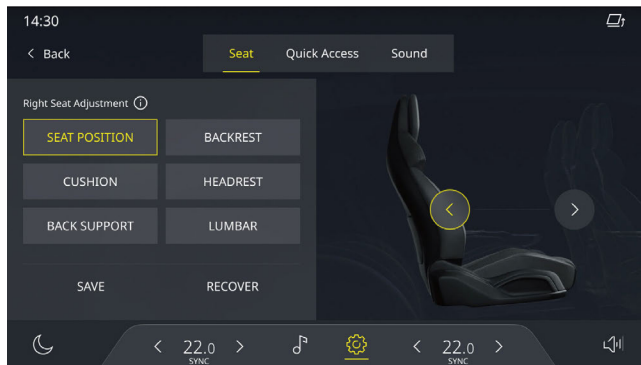 14:30
< Back
Seat Quick Access Sound
Right Seat Adjustment
SEAT POSITION BACKREST
CUSHION HEADREST
BACK SUPPORT LUMBAR
SAVE RECOVER
22.0 22.0
SYNC SYNC